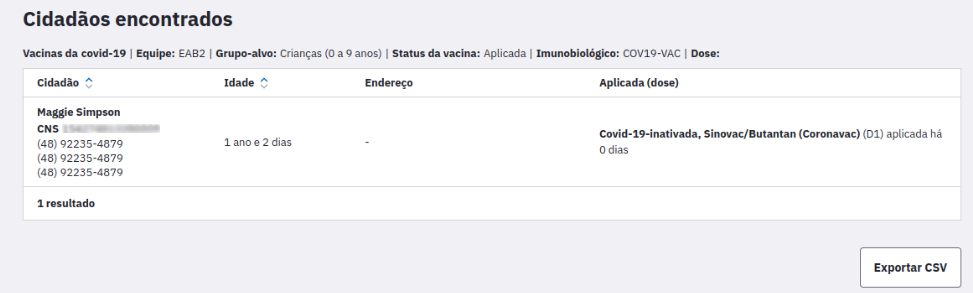 Cidadãos encontrados
Vacinas da covid-19 | Equipe: EAB2 | Grupo-alvo: Crianças (0 a 9 anos) | Status da vacina: Aplicada | Imunobiológico: COV19-VAC | Dose:
Cidadão Idade Endereço Aplicada (dose)
Maggie Simpson
CNS
(48) 92235-4879
(48) 92235-4879
(48) 92235-4879
1 ano e 2 dias
-
Covid-19-inativada, Sinovac/Butantan (Coronavac) (D1) aplicada há
0 dias
1 resultado
Exportar CSV